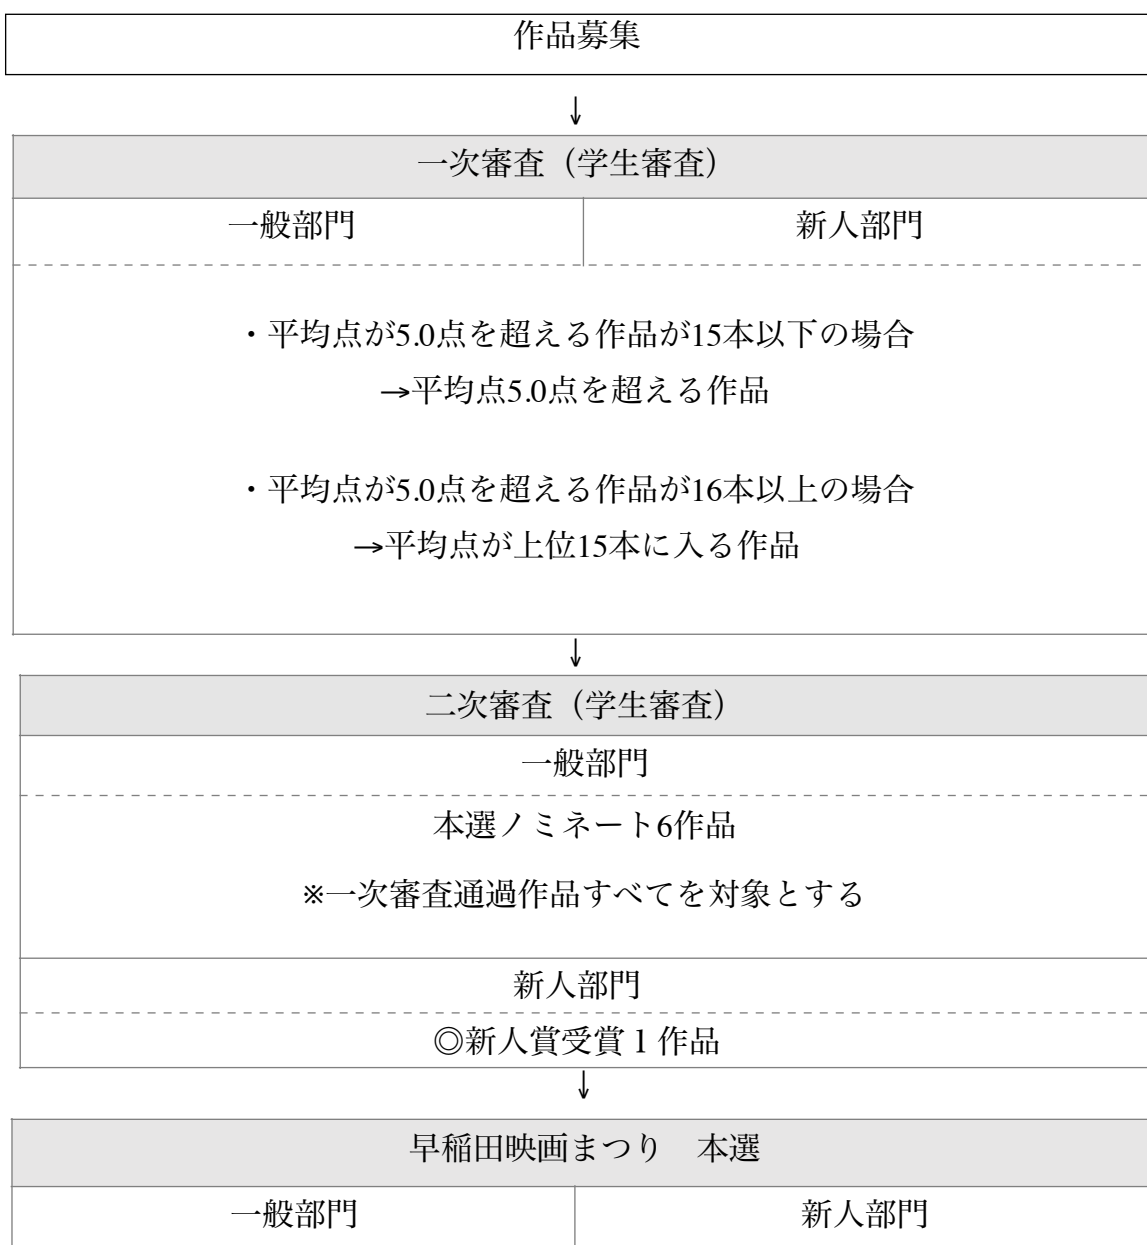 作品募集
↓
一次審査（学生審査）
一般部門 新人部門
・平均点が5.0点を超える作品が15本以下の場合
→平均点5.0点を超える作品
・平均点が5.0点を超える作品が16本以上の場合
→平均点が上位15本に入る作品
↓
二次審査（学生審査）
一般部門
本選ノミネート6作品
※一次審査通過作品すべてを対象とする
新人部門
◎新人賞受賞１作品
↓
早稲田映画まつり　本選
一般部門 新人部門